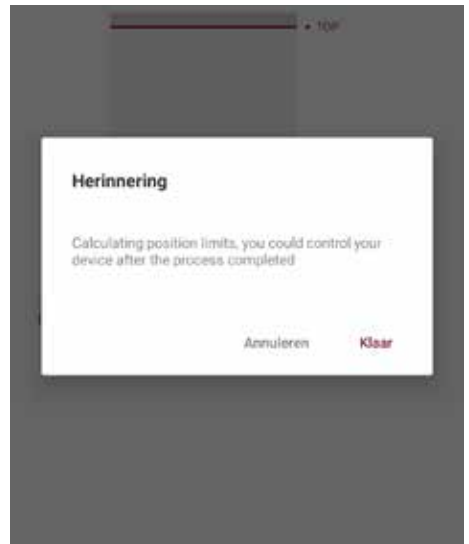 • TOP
Herinnering
Calculating position limits, you could control your
device after the process completed
Annuleren Klaar